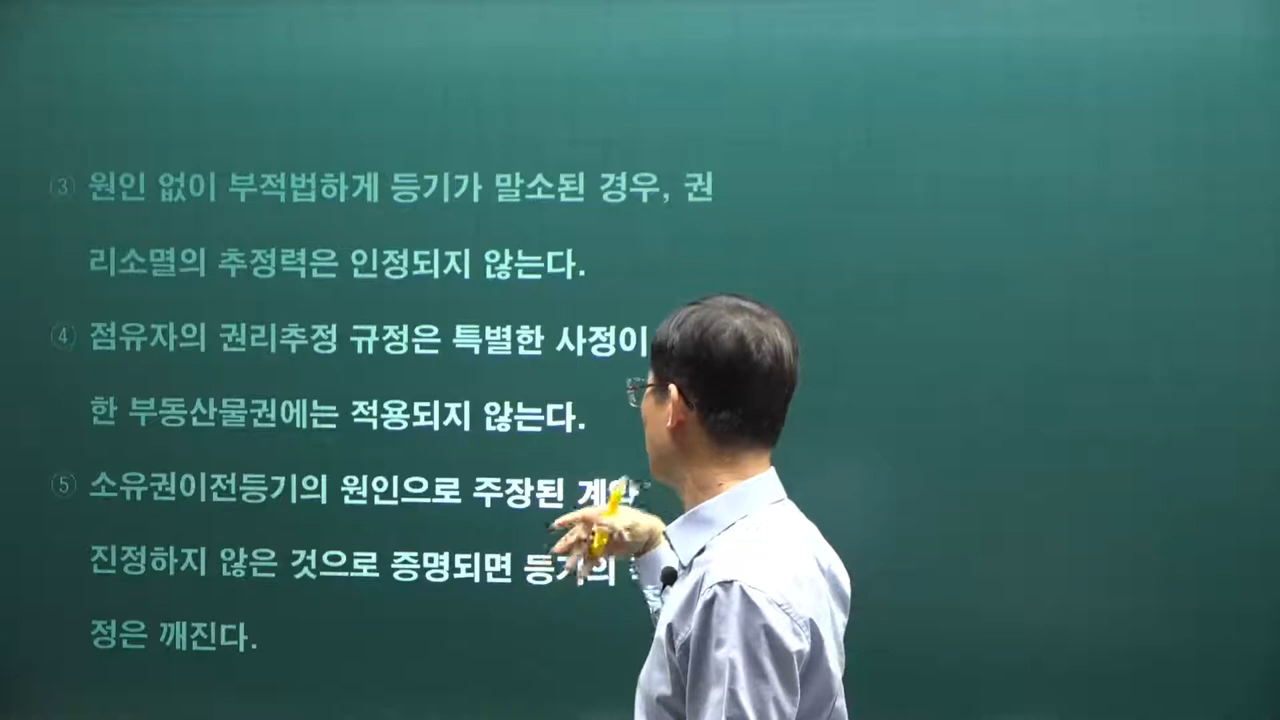 ③ 원인 없이 부적법하게 등기가 말소된 경우, 권
리소멸의 추정력은 인정되지 않는다.
④ 점유자의 권리추정 규정은 특별한 사정이
한 부동산물권에는 적용되지 않는다.
⑤ 소유권이전등기의 원인으로 주장된
진정하지 않은 것으로 증명되면 등기의
정은 깨진다.